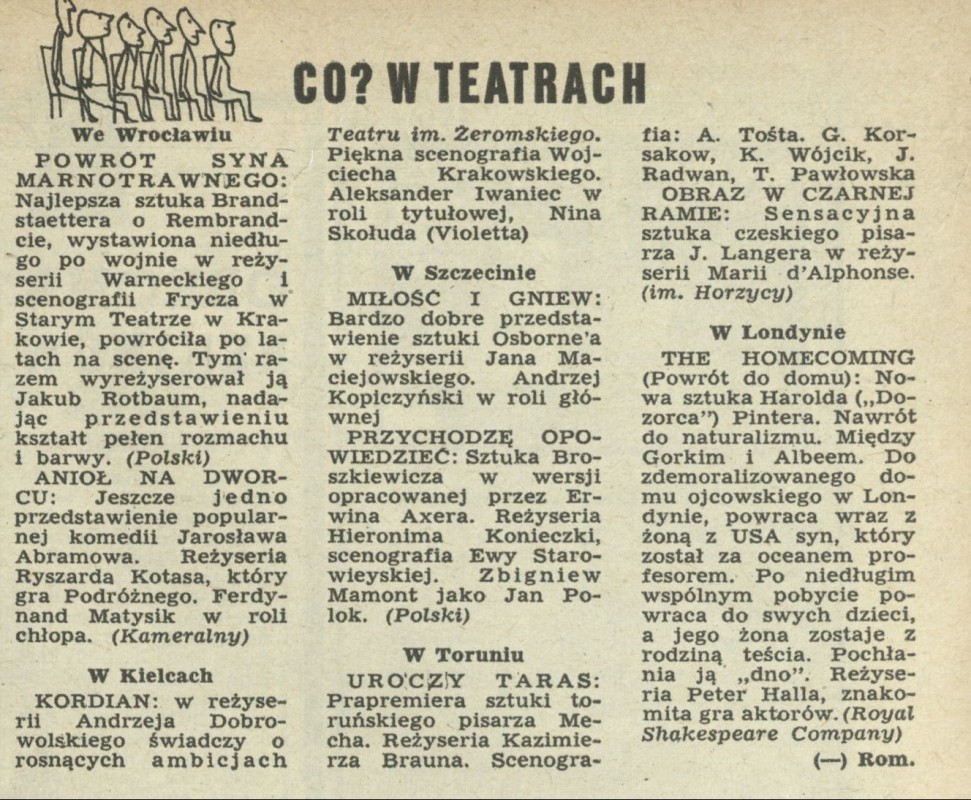 CO? W TEATRACH
We Wrocławiu
POWRÓT SYNA
MARNOTRAWNEGO:
Najlepsza sztuka Brand-
staettera o Rembrand-
cie, wystawiona niedłu-
go po wojnie w reży-
serii Warneckiego i
scenografii Frycza w
Starym Teatrze w Kra-
kowie, powróciła po la-
tach na scenę. Tym ra-
zem wyreżyserował ją
Jakub Rotbaum, nada-
jąc przedstawieniu
kształt pełen rozmachu
i barwy. (Polski)
ANIOŁ NA DWOR-
CU: Jeszcze jedno
przedstawienie popular-
nej komedii Jarosława
Abramowa. Reżyseria
Ryszarda Kotasa, który
gra Podróżnego. Ferdy-
nand Matysik w roli
chłopa. (Kameralny)
W Kielcach
KORDIAN: w reżyse-
rii Andrzeja Dobro-
wolskiego świadczy o
rosnących ambicjach
Teatru im. Żeromskiego.
Piękna scenografia Woj-
ciecha Krakowskiego.
Aleksander Iwaniec w
roli tytułowej, Nina
Skołuda (Violetta)
W Szczecinie
MIŁOŚĆ I GNIEW:
Bardzo dobre przedsta-
wienie sztuki Osborne'a
w reżyserii Jana Ma-
ciejowskiego. Andrzej
Kopiczyński w roli głó-
wnej
PRZYCHODZĘ OPO-
WIEDZIEĆ: Sztuka Bro-
szkiewicza w wersji
opracowanej przez Er-
wina Axera. Reżyseria
Hieronima Konieczki,
scenografia Ewy Staro-
wieyskiej. Zbigniew
Mamont jako Jan Po-
lok. (Polski)
W Toruniu
UROCZY TARAS:
Prapremiera sztuki to-
ruńskiego pisarza Me-
cha. Reżyseria Kazimie-
rza Brauna. Scenogra-
fia: A. Tośta. G. Kor-
sakow, K. Wójcik, J.
Radwan, T. Pawłowska
OBRAZ W CZARNEJ
RAMIE: Sensacyjna
sztuka czeskiego pisa-
rza J. Langera w reży-
serii Marii d'Alphonse.
(im. Horzycy)
W Londynie
THE HOMECOMING
(Powrót do domu): No-
wa sztuka Harolda („Do-
zorca") Pintera. Nawrót
do naturalizmu. Między
Gorkim i Albeem. Do
zdemoralizowanego do-
mu ojcowskiego w Lon-
dynie, powraca wraz z
żoną z USA syn, który
został za oceanem pro-
fesorem. Po niedługim
wspólnym pobycie po-
wraca do swych dzieci,
a jego żona zostaje z
rodziną teścia. Pochła-
nia ją „dno". Reżyse-
ria Peter Halla, znako-
mita gra aktorów. (Royal
Shakespeare Company)
(—) Rom.